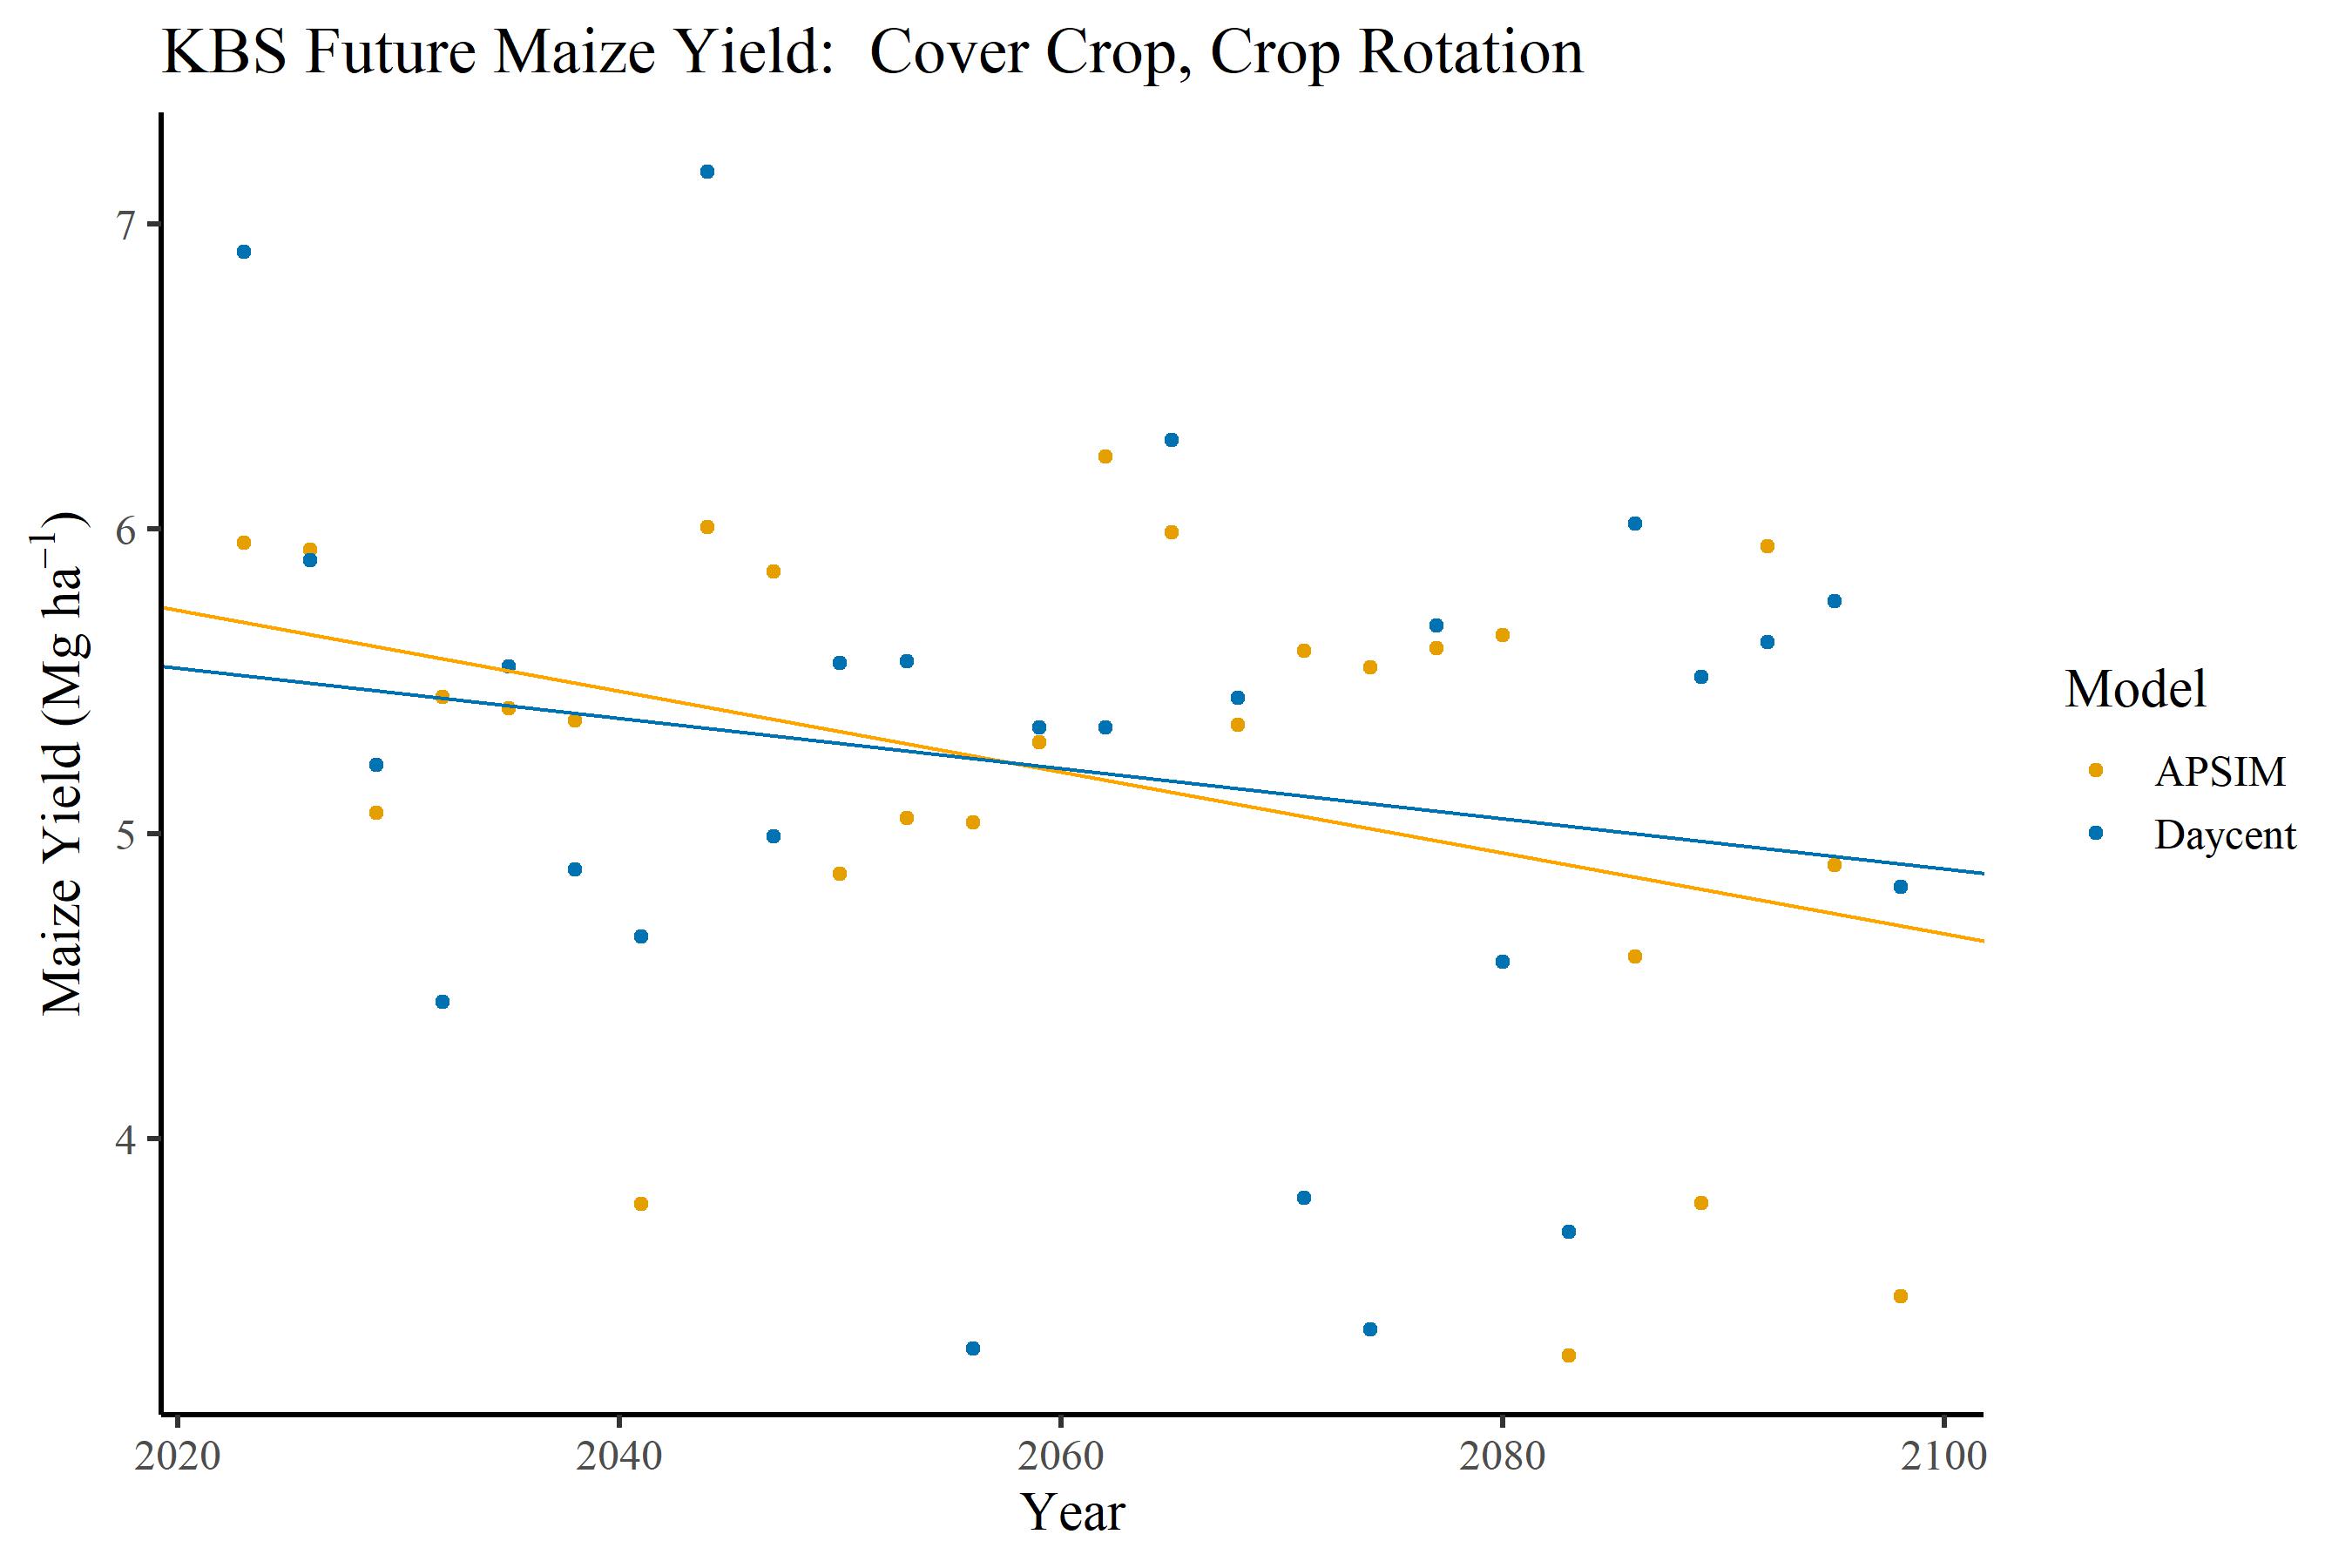 KBS Future Maize Yield:  Cover Crop, Crop Rotation
Maize Yield (Mg ha⁻¹)
7
6
5
4
2020 2040 2060 2080 2100
Year
Model
APSIM
Daycent